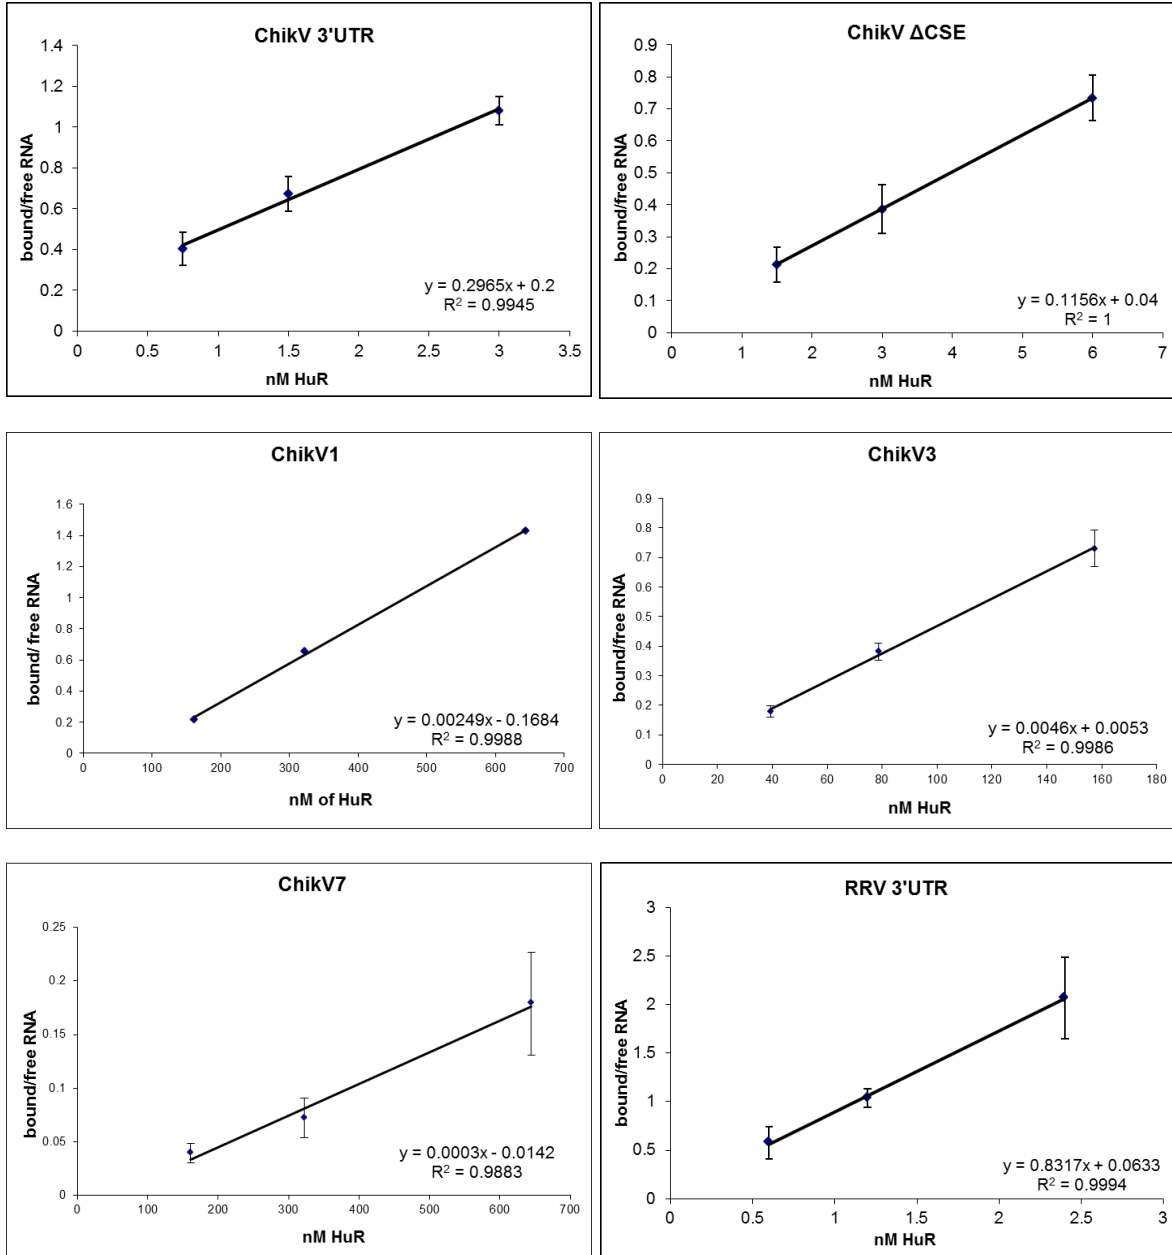 ChikV 3'UTR
1.4
1.2
1
0.8
0.6
0.4
0.2
0
bound/free RNA
y = 0.2965x + 0.2
R² = 0.9945
0 0.5 1 1.5 2 2.5 3 3.5
nM HuR
ChikV ΔCSE
0.9
0.8
0.7
0.6
0.5
0.4
0.3
0.2
0.1
0
bound/free RNA
y = 0.1156x + 0.04
R² = 1
0 1 2 3 4 5 6 7
nM HuR
ChikV1
1.6
1.4
1.2
1
0.8
0.6
0.4
0.2
0
bound/ free RNA
y = 0.00249x - 0.1684
R² = 0.9988
0 100 200 300 400 500 600 700
nM of HuR
ChikV3
0.9
0.8
0.7
0.6
0.5
0.4
0.3
0.2
0.1
0
bound/free RNA
y = 0.0046x + 0.0053
R² = 0.9986
0 20 40 60 80 100 120 140 160 180
nM HuR
ChikV7
0.25
0.2
0.15
0.1
0.05
0
bound/free RNA
y = 0.0003x - 0.0142
R² = 0.9883
0 100 200 300 400 500 600 700
nM HuR
RRV 3'UTR
3
2.5
2
1.5
1
0.5
0
bound/free RNA
y = 0.8317x + 0.0633
R² = 0.9994
0 0.5 1 1.5 2 2.5 3
nM HuR